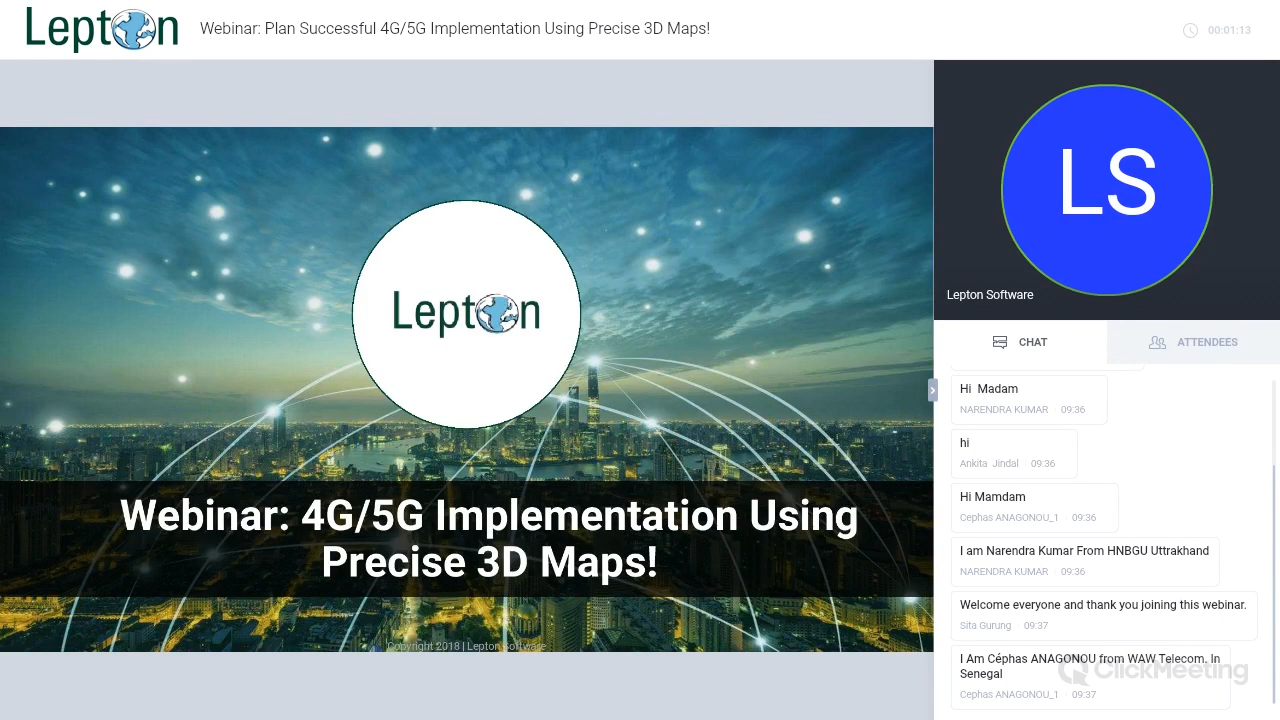 Lepton
Webinar: Plan Successful 4G/5G Implementation Using Precise 3D Maps!
00:01:13
Lepton
Webinar: 4G/5G Implementation Using
Precise 3D Maps!
Copyright 2018 | Lepton Software
LS
Lepton Software
CHAT
ATTENDEES
Hi Madam
NARENDRA KUMAR 09:36
hi
Ankita Jindal 09:36
Hi Mamdam
Cephas ANAGONOU_1 09:36
I am Narendra Kumar From HNBGU Uttrakhand
NARENDRA KUMAR 09:36
Welcome everyone and thank you joining this webinar.
Sita Gurung 09:37
I Am Céphas ANAGONOU from WAW Telecom. In
Senegal
Cephas ANAGONOU_1 09:37
ClickMeeting